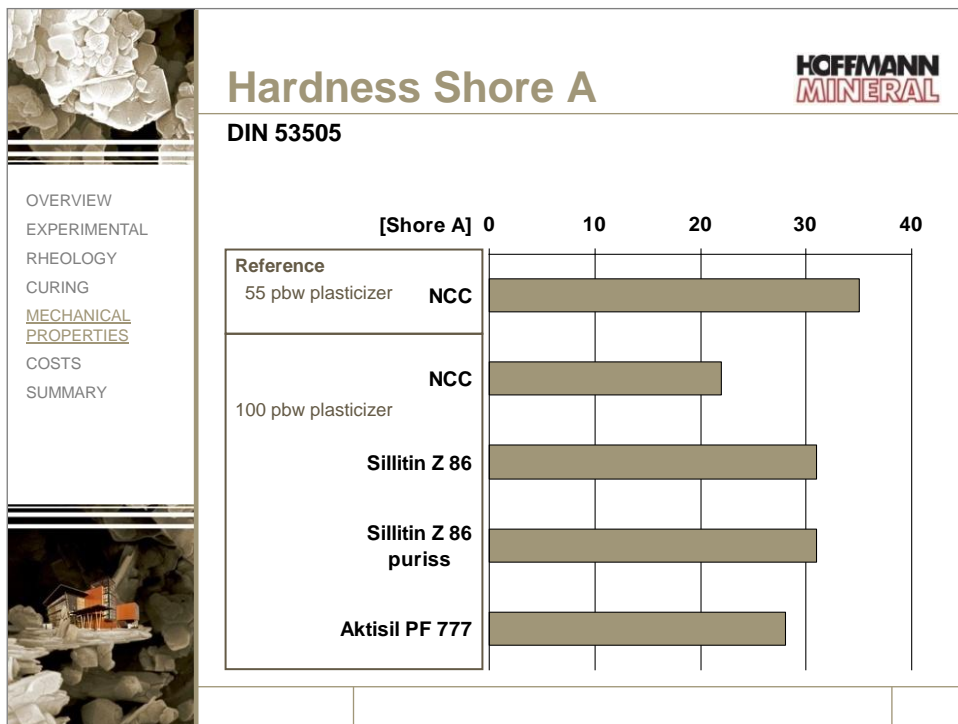 Hardness Shore A
HOFFMANN
MINERAL
DIN 53505
OVERVIEW
EXPERIMENTAL
RHEOLOGY
CURING
MECHANICAL
PROPERTIES
COSTS
SUMMARY
[Shore A] 0 10 20 30 40
Reference
55 pbw plasticizer NCC
NCC
100 pbw plasticizer
Sillitin Z 86
Sillitin Z 86
puriss
Aktisil PF 777